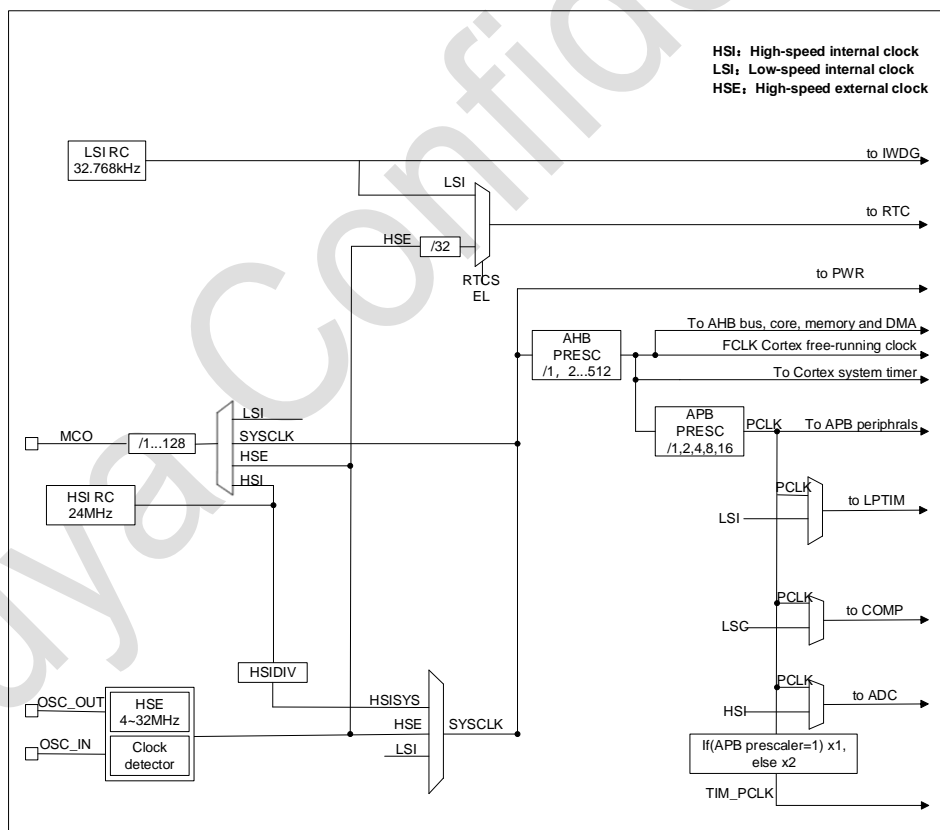 HSI：High-speed internal clock
LSI：Low-speed internal clock
HSE：High-speed external clock
LSI RC
32.768kHz
to IWDG
LSI
to RTC
HSE
/32
RTCS
EL
to PWR
AHB
PRESC
/1，2...512
To AHB bus, core, memory and DMA
FCLK Cortex free-running clock
To Cortex system timer
APB
PRESC
/1,2,4,8,16
PCLK
To APB periphrals
LSI
MCO
/1...128
SYSCLK
HSE
HSI
HSI RC
24MHz
PCLK
to LPTIM
LSI
PCLK
to COMP
LSC
HSIDIV
PCLK
to ADC
HSI
OSC_OUT
HSE
4~32MHz
OSC_IN
Clock
detector
HSISYS
HSE
SYSCLK
LSI
If(APB prescaler=1) x1,
else x2
TIM_PCLK
dya Confide